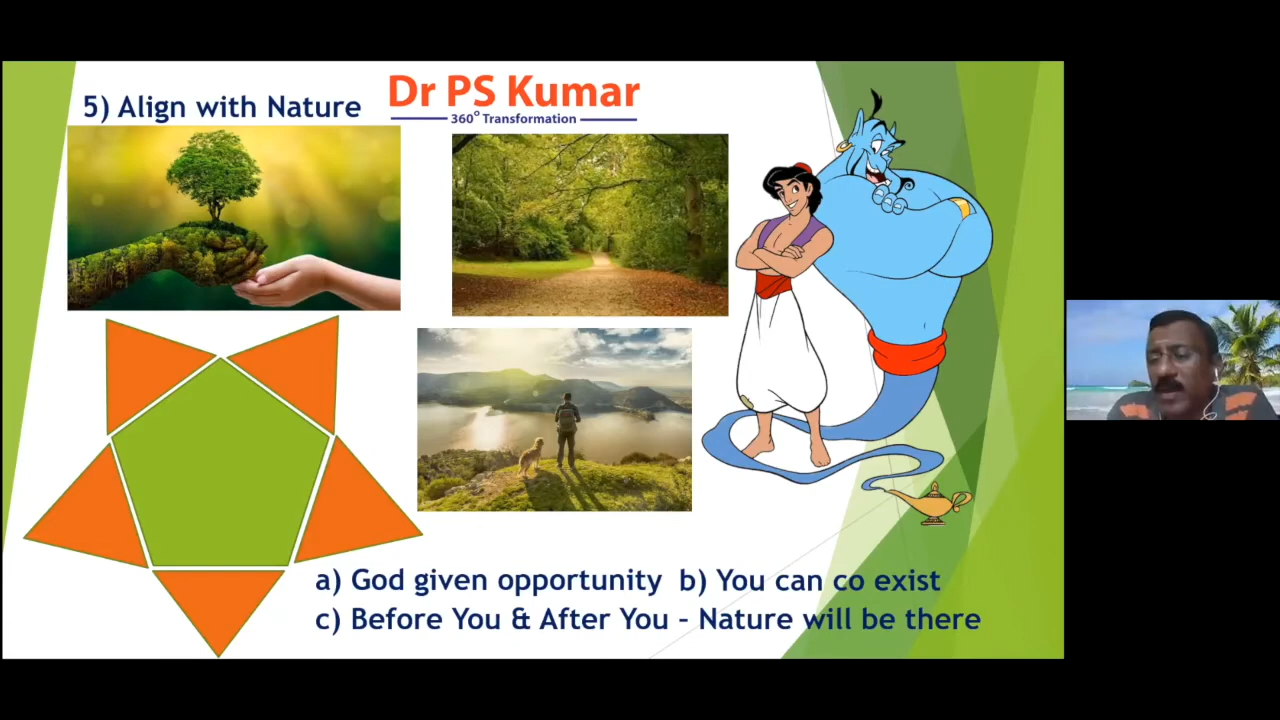 5) Align with Nature
Dr PS Kumar
360° Transformation
a) God given opportunity b) You can co exist
c) Before You & After You - Nature will be there